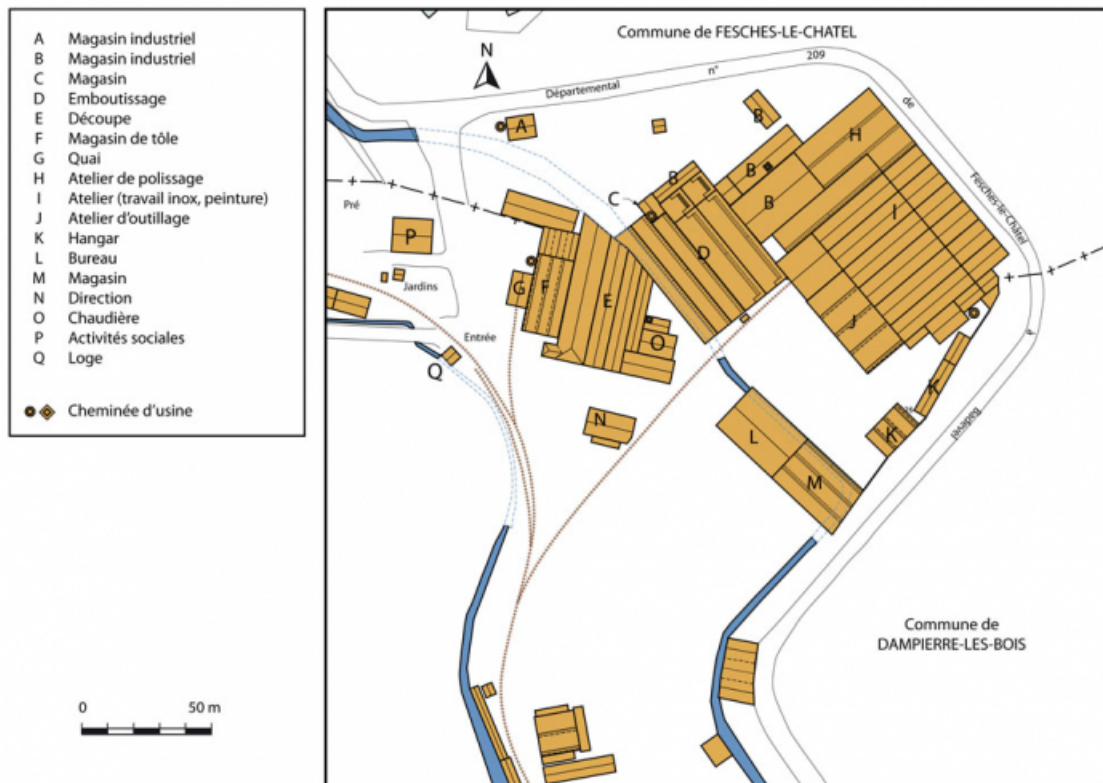 A Magasin industriel
B Magasin industriel
C Magasin
D Emboutissage
E Découpe
F Magasin de tôle
G Quai
H Atelier de polissage
I Atelier (travail inox, peinture)
J Atelier d'outillage
K Hangar
L Bureau
M Magasin
N Direction
O Chaudière
P Activités sociales
Q Loge
Cheminée d'usine
0 50 m
Commune de FESCHES-LE-CHATEL
N
Départemental n° 209 de Fesches-le-Châtel à Badevel
A
B
H
B
B
B
C
I
D
Pré
P
G
F
E
Jardins
J
O
Entrée
Q
K
N
L
K
M
Commune de
DAMPIERRE-LES-BOIS